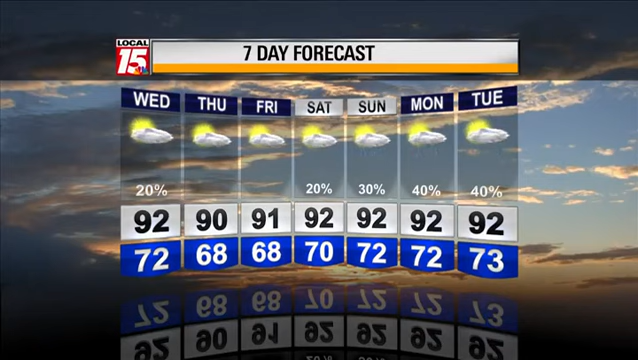 LOCAL
15
7 DAY FORECAST
WED THU FRI SAT SUN MON TUE
20% 20% 30% 40% 40%
92 90 91 92 92 92 92
72 68 68 70 72 72 73